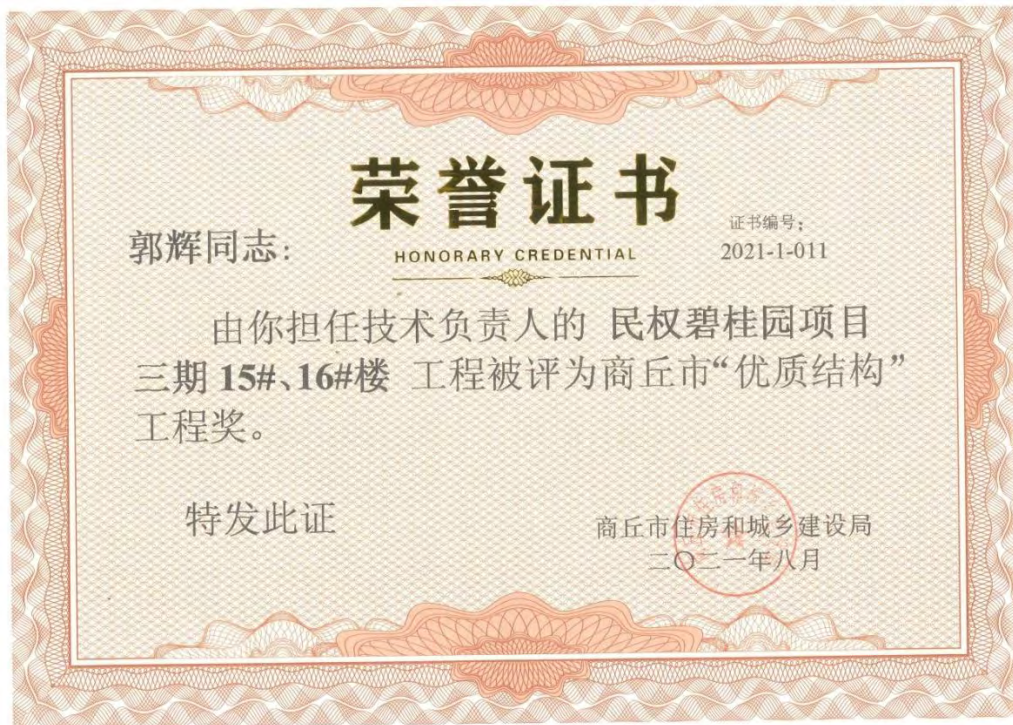 荣誉证书
HONORARY CREDENTIAL
证书编号：
2021-1-011
郭辉同志：
由你担任技术负责人的 民权碧桂园项目
三期 15#、16#楼 工程被评为商丘市“优质结构”
工程奖。
特发此证
商丘市住房和城乡建设局
二〇二一年八月